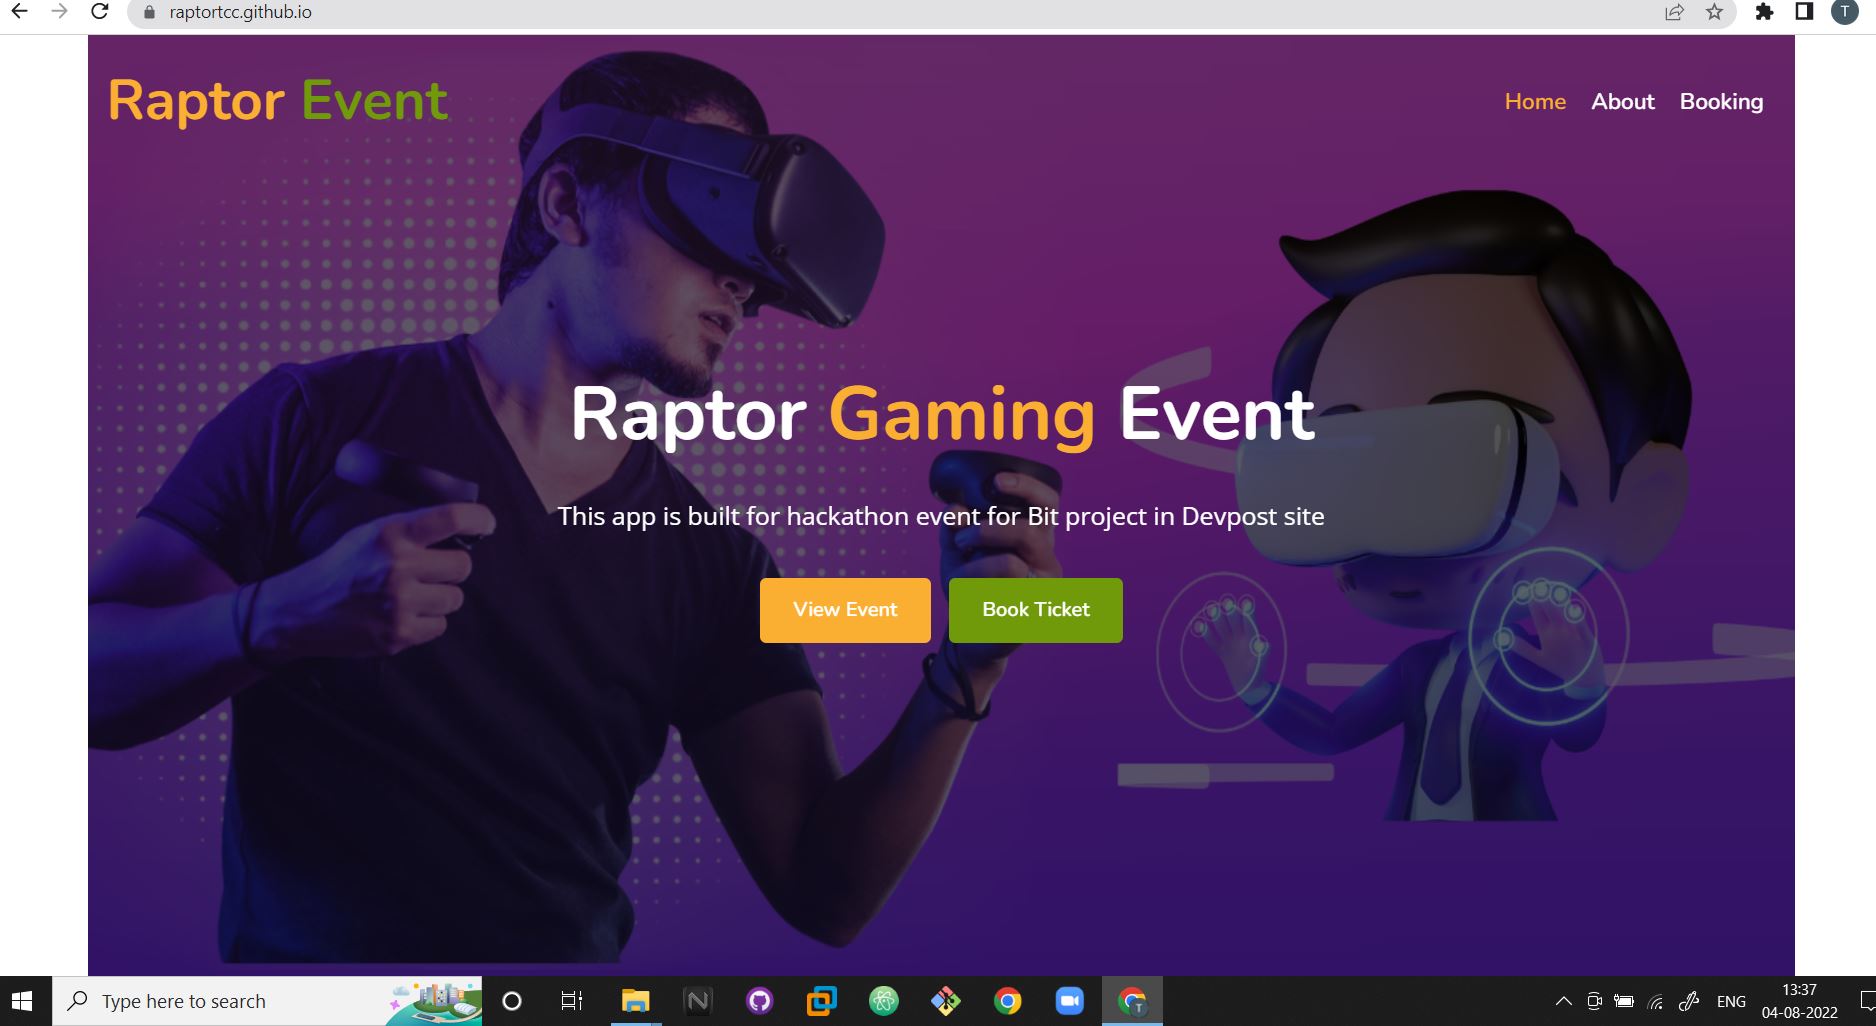 raptortcc.github.io
T
Raptor Event
Home About Booking
Raptor Gaming Event
This app is built for hackathon event for Bit project in Devpost site
View Event Book Ticket
Type here to search
N
T
ENG
13:37
04-08-2022